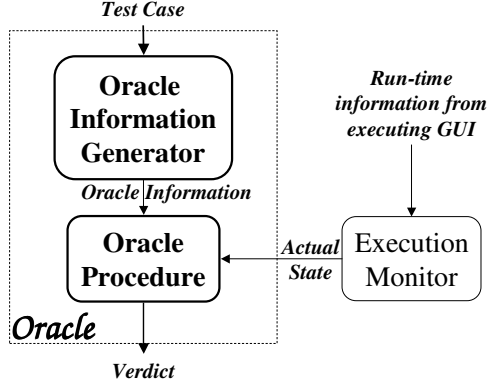 Test Case
Oracle
Information
Generator
Run-time
information from
executing GUI
Oracle Information
Oracle
Procedure
Actual
State
Execution
Monitor
Oracle
Verdict